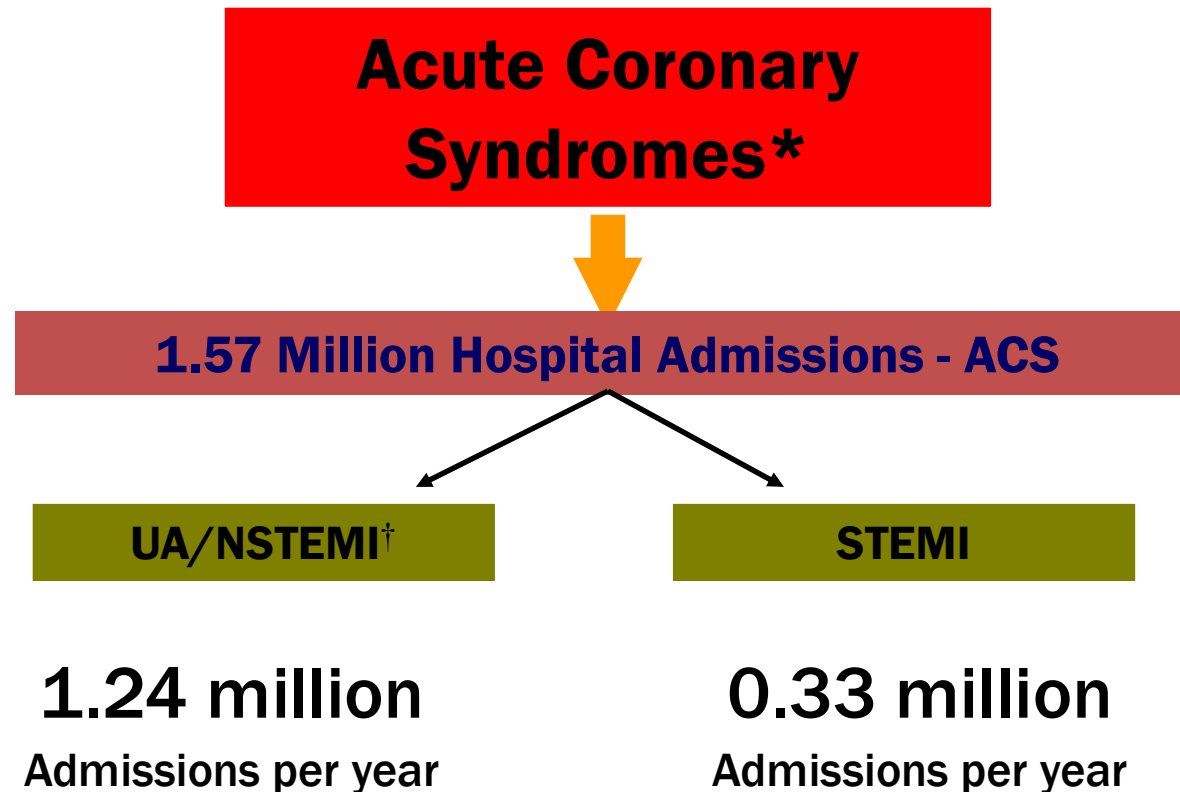 Acute Coronary
Syndromes*
1.57 Million Hospital Admissions - ACS
UA/NSTEMI†
STEMI
1.24 million
Admissions per year
0.33 million
Admissions per year